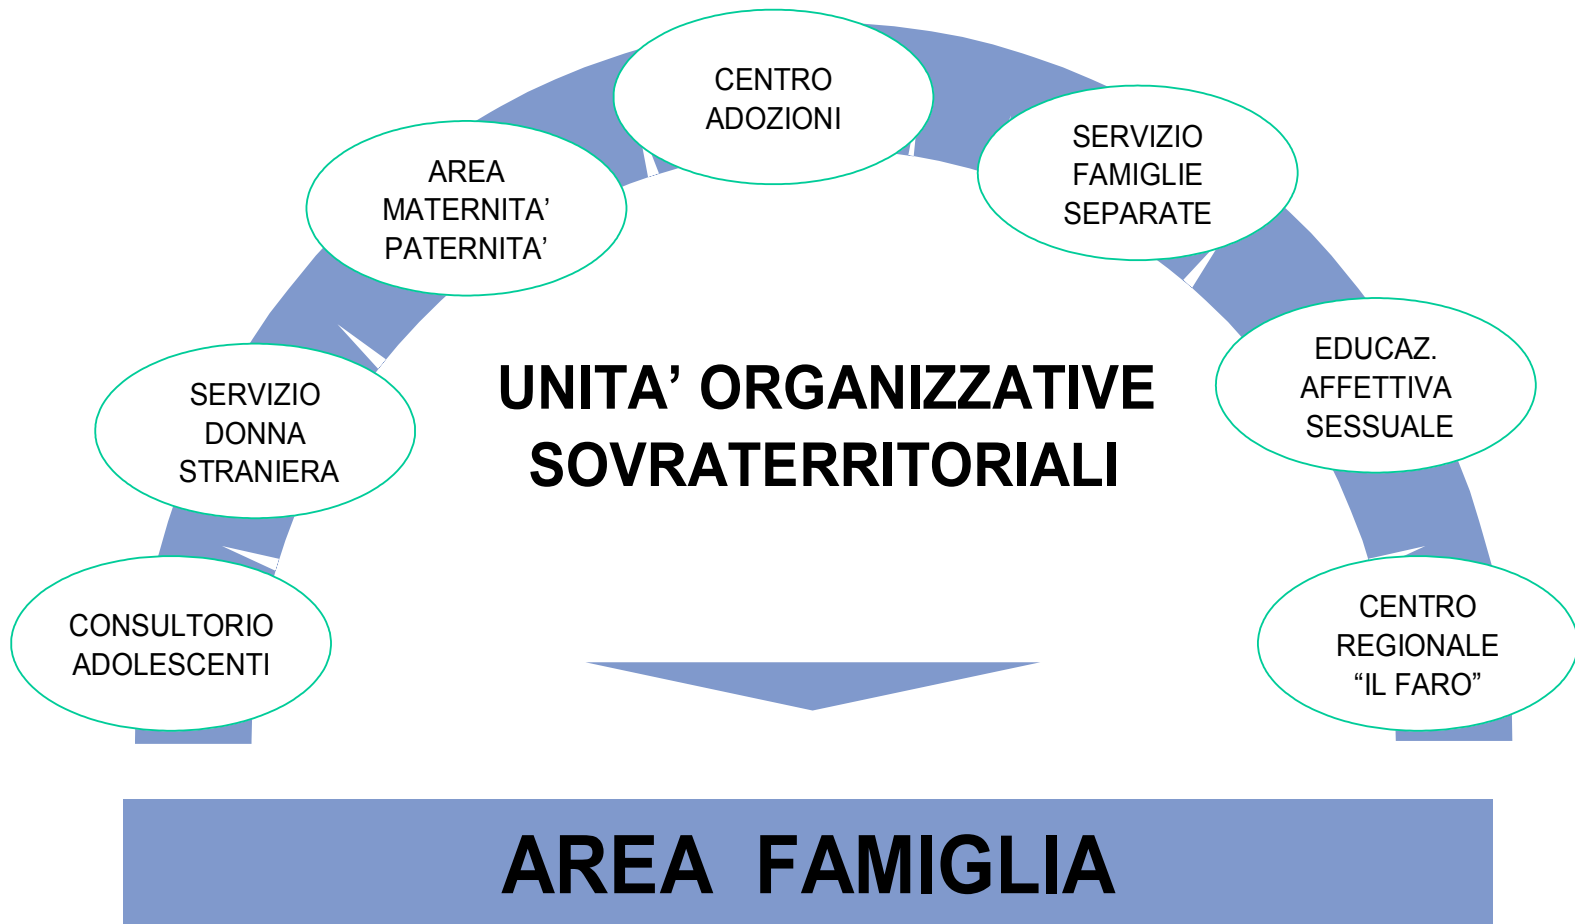 CENTRO
ADOZIONI
SERVIZIO
FAMIGLIE
SEPARATE
AREA
MATERNITA’
PATERNITA’
EDUCAZ.
AFFETTIVA
SESSUALE
SERVIZIO
DONNA
STRANIERA
UNITA’ ORGANIZZATIVE
SOVRATERRITORIALI
CONSULTORIO
ADOLESCENTI
CENTRO
REGIONALE
“IL FARO”
AREA FAMIGLIA